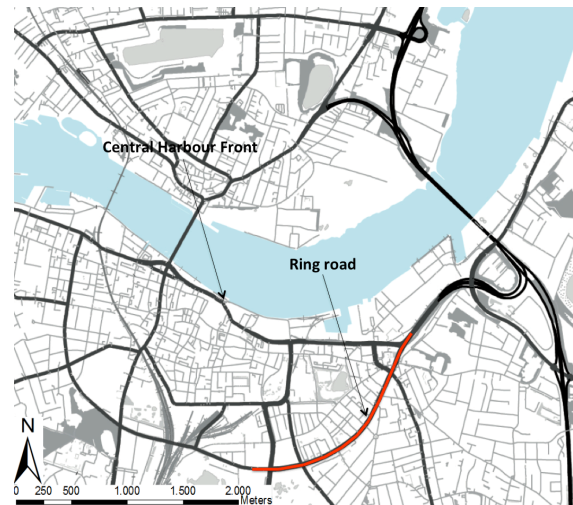 Central Harbour Front
Ring road
N
0 250 500 1.000 1.500 2.000
Meters